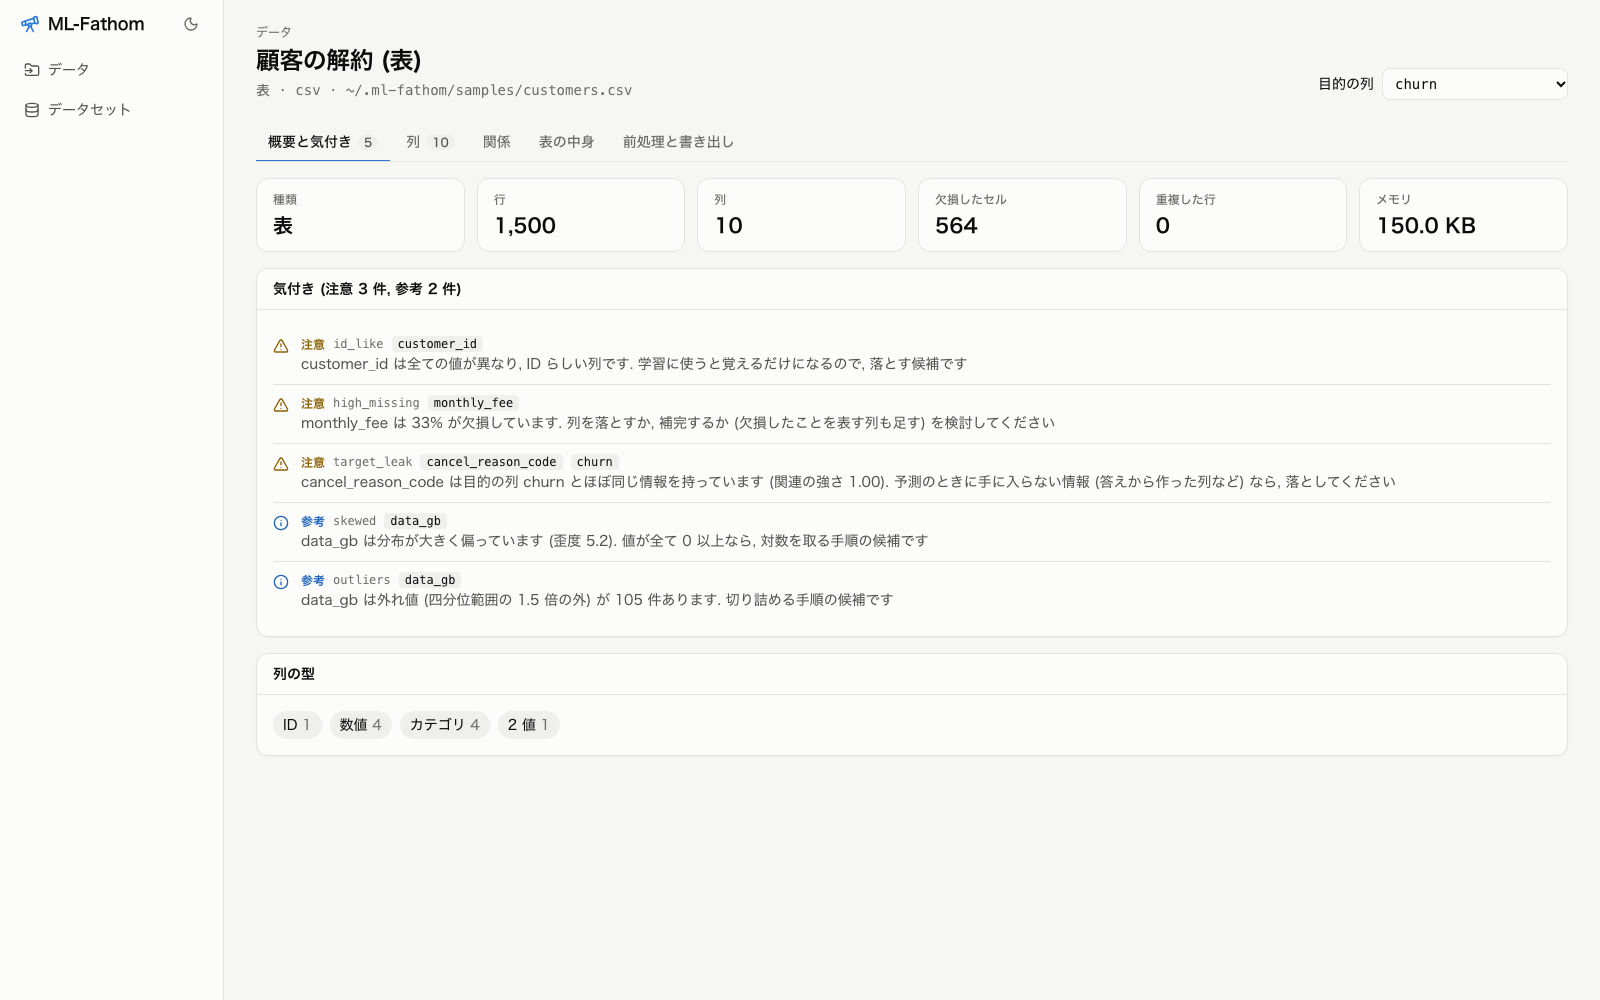 ML-Fathom
データ
データセット
データ
顧客の解約 (表)
表 · csv · ~/.ml-fathom/samples/customers.csv
目的の列 churn
概要と気付き 5 列 10 関係 表の中身 前処理と書き出し
種類
表
行
1,500
列
10
欠損したセル
564
重複した行
0
メモリ
150.0 KB
気付き (注意 3 件, 参考 2 件)
注意 id_like customer_id
customer_id は全ての値が異なり, ID らしい列です. 学習に使うと覚えるだけになるので, 落とす候補です
注意 high_missing monthly_fee
monthly_fee は 33% が欠損しています. 列を落とすか, 補完するか (欠損したことを表す列も足す) を検討してください
注意 target_leak cancel_reason_code churn
cancel_reason_code は目的の列 churn とほぼ同じ情報を持っています (関連の強さ 1.00). 予測のときに手に入らない情報 (答えから作った列など) なら, 落としてください
参考 skewed data_gb
data_gb は分布が大きく偏っています (歪度 5.2). 値が全て 0 以上なら, 対数を取る手順の候補です
参考 outliers data_gb
data_gb は外れ値 (四分位範囲の 1.5 倍の外) が 105 件あります. 切り詰める手順の候補です
列の型
ID 1 数値 4 カテゴリ 4 2 値 1